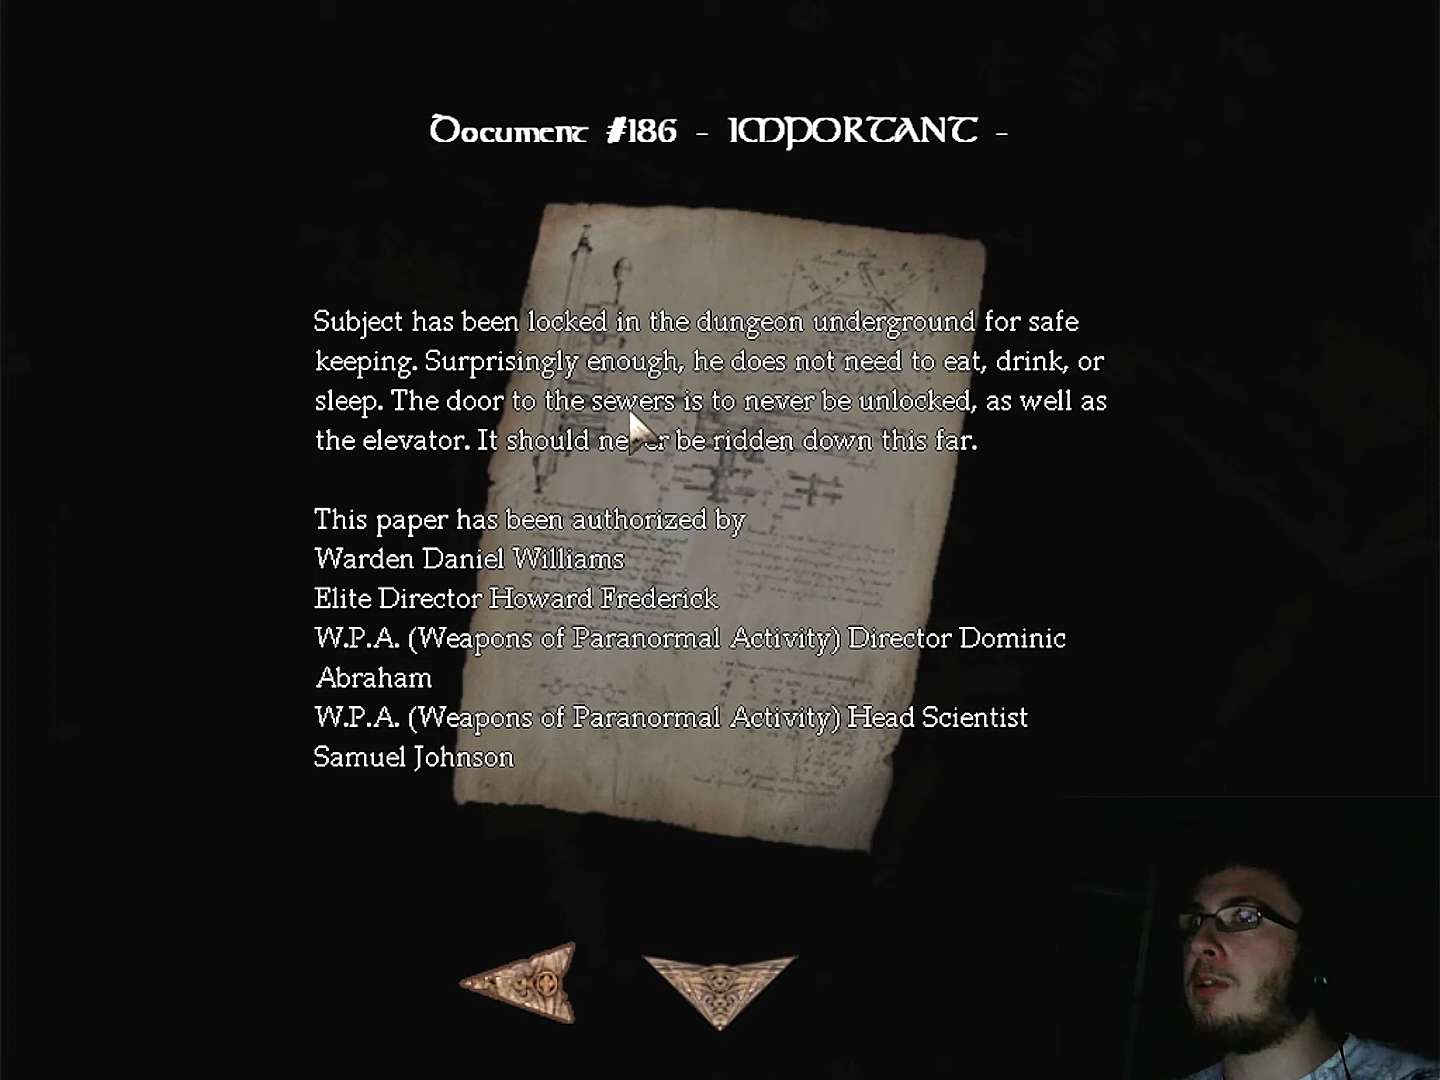 Document #186 - IMPORTANT -
Subject has been locked in the dungeon underground for safe
keeping. Surprisingly enough, he does not need to eat, drink, or
sleep. The door to the sewers is to never be unlocked, as well as
the elevator. It should never be ridden down this far.
This paper has been authorized by
Warden Daniel Williams
Elite Director Howard Frederick
W.P.A. (Weapons of Paranormal Activity) Director Dominic
Abraham
W.P.A. (Weapons of Paranormal Activity) Head Scientist
Samuel Johnson